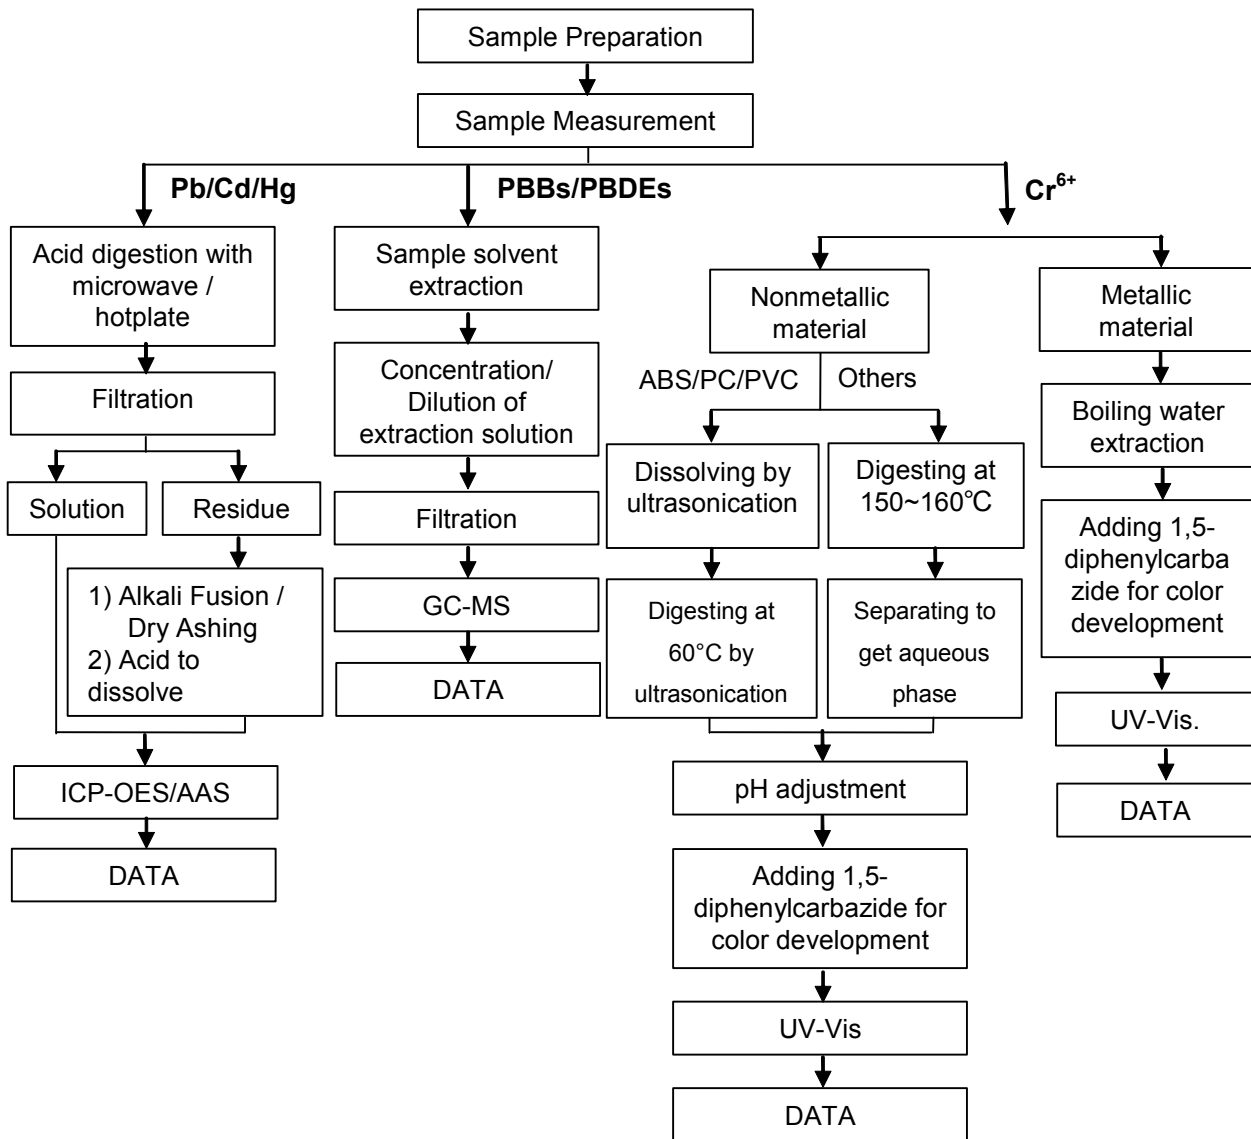 Sample Preparation
Sample Measurement
Pb/Cd/Hg
PBBs/PBDEs
Cr6+
Acid digestion with
microwave /
hotplate
Filtration
Solution
Residue
1) Alkali Fusion /
Dry Ashing
2) Acid to
dissolve
ICP-OES/AAS
DATA
Sample solvent
extraction
Concentration/
Dilution of
extraction solution
Filtration
GC-MS
DATA
Nonmetallic
material
ABS/PC/PVC
Others
Dissolving by
ultrasonication
Digesting at
60°C by
ultrasonication
Digesting at
150~160℃
Separating to
get aqueous
phase
pH adjustment
Adding 1,5-
diphenylcarbazide for
color development
UV-Vis
DATA
Metallic
material
Boiling water
extraction
Adding 1,5-
diphenylcarba
zide for color
development
UV-Vis.
DATA